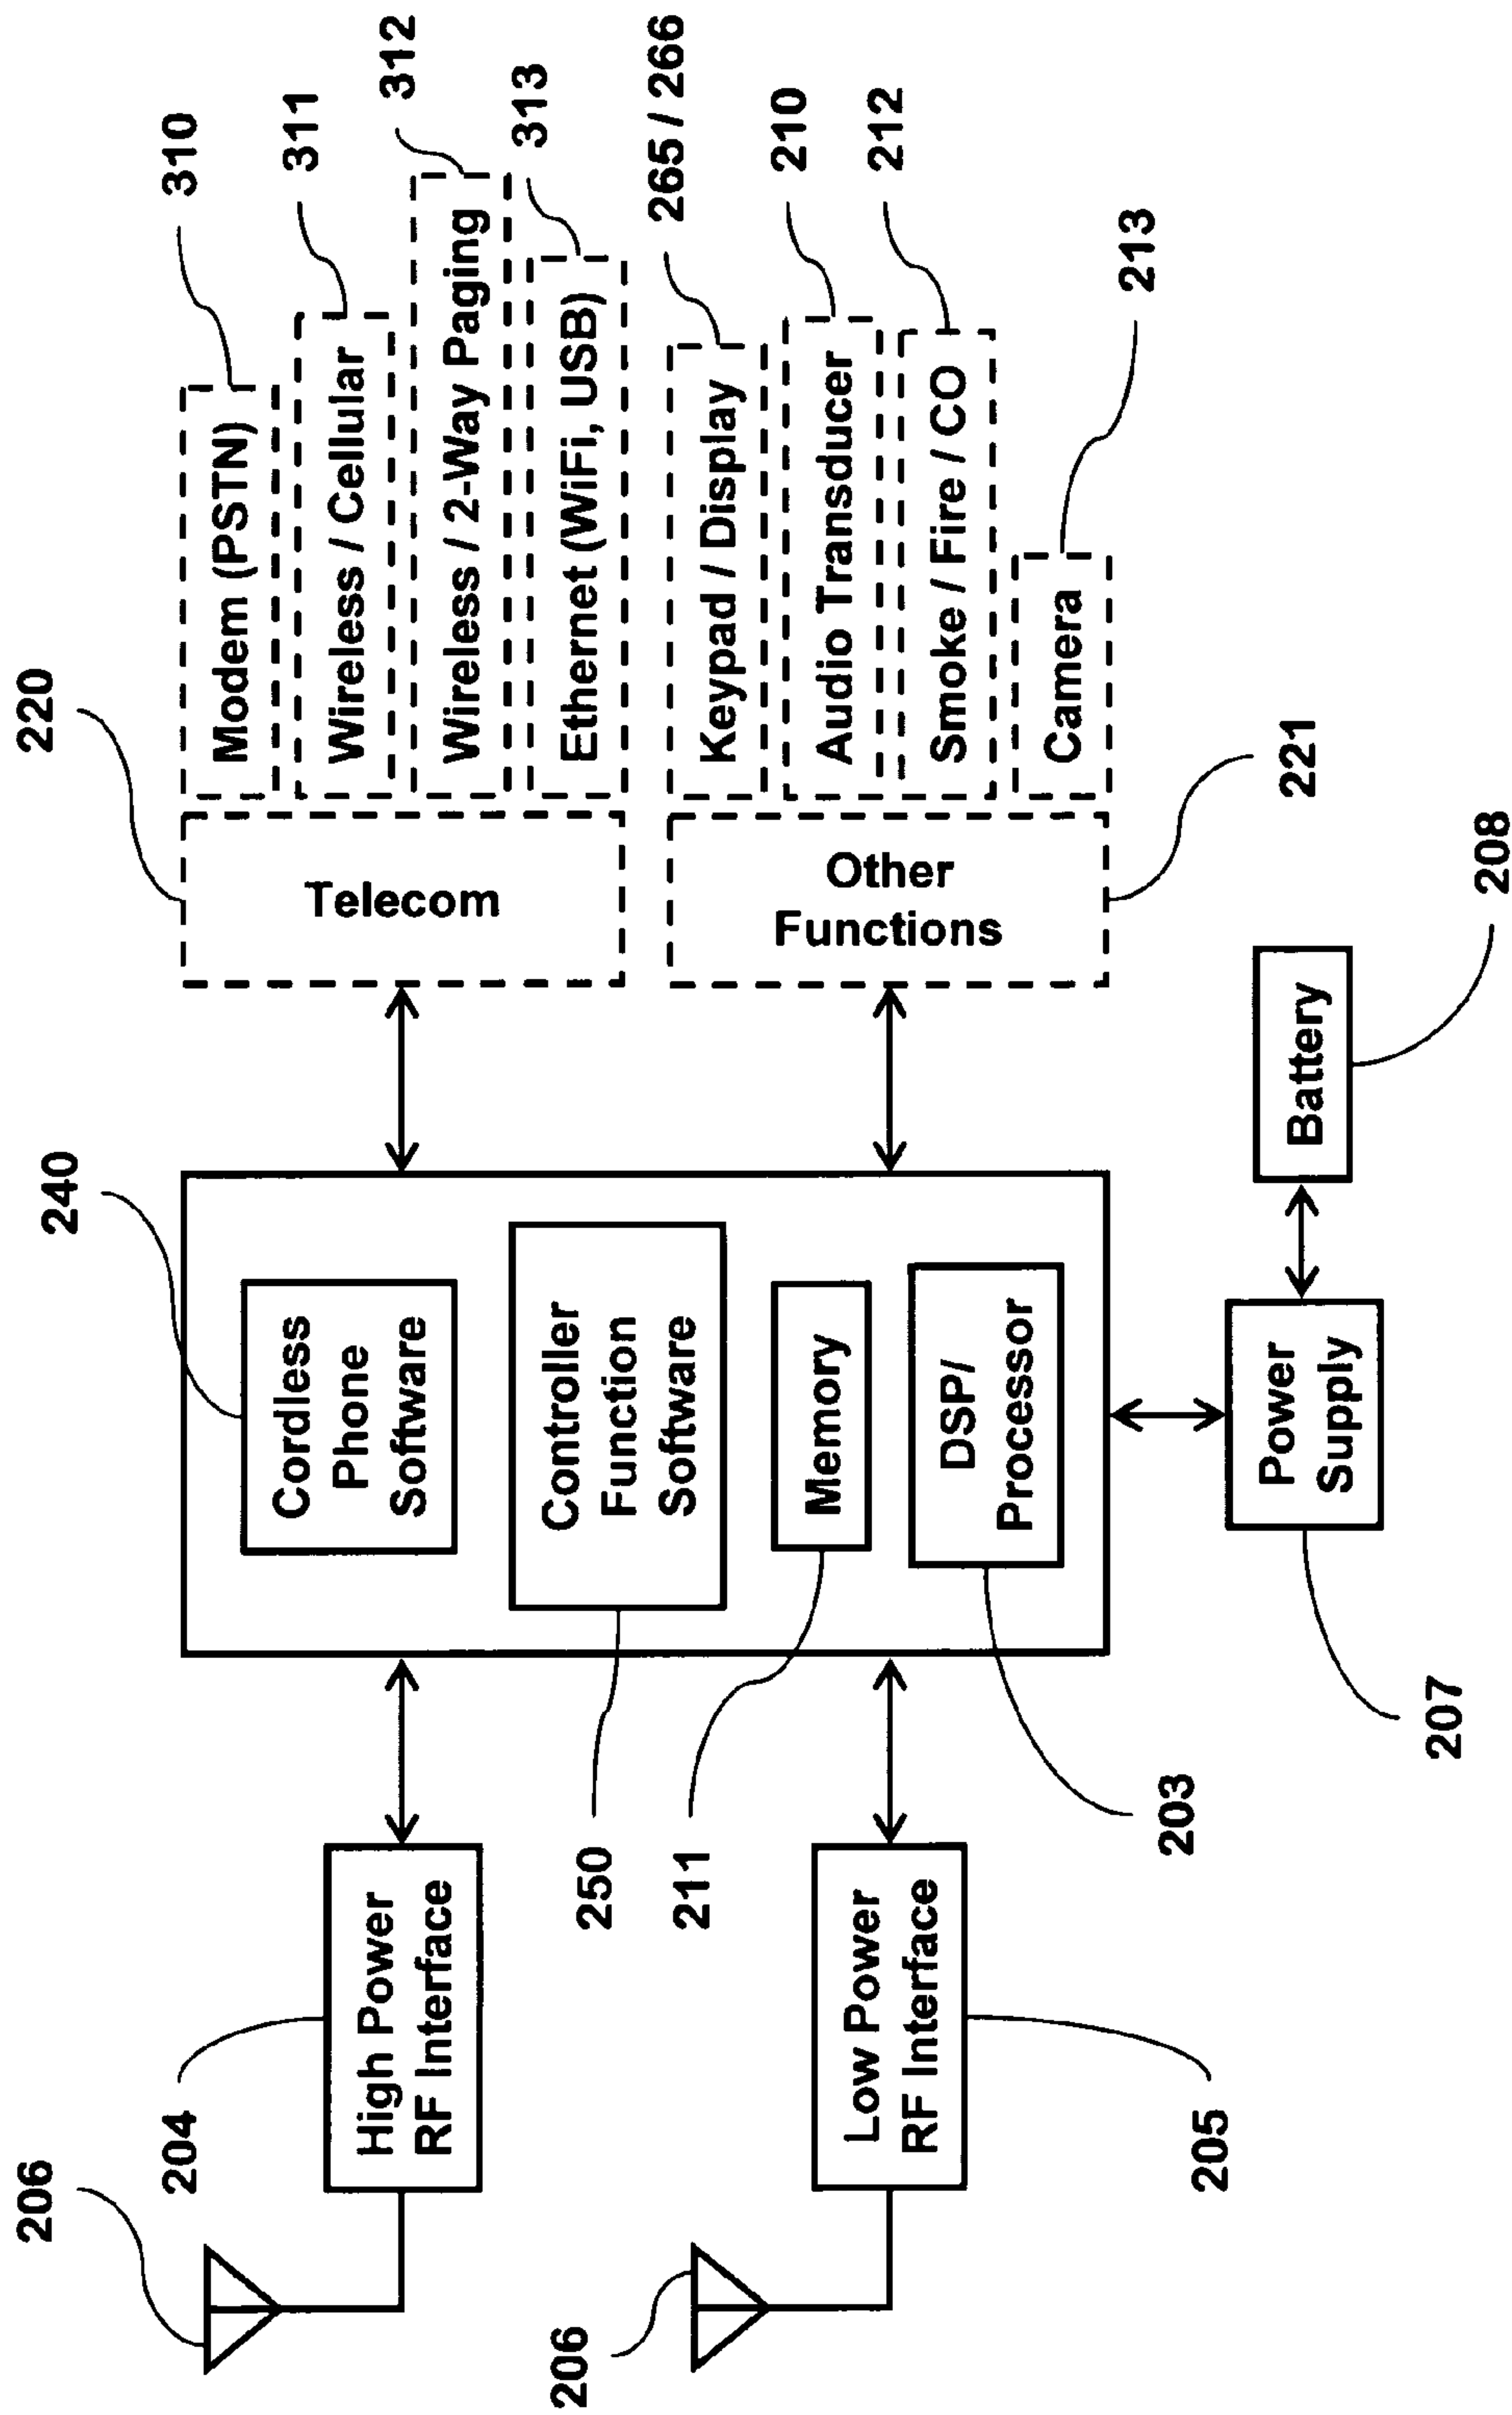 206
204
High Power
RF Interface
206
Low Power
RF Interface
205
240
Cordless
Phone
Software
250
Controller
Function
Software
211
Memory
203
DSP/
Processor
207
Power
Supply
Battery
208
220
Telecom
Modem (PSTN)
310
Wireless / Cellular
311
Wireless / 2-Way Paging
312
Ethernet (WiFi, USB)
313
Other
Functions
221
Keypad / Display
265 / 266
Audio Transducer
210
Smoke / Fire / CO
212
Camera
213